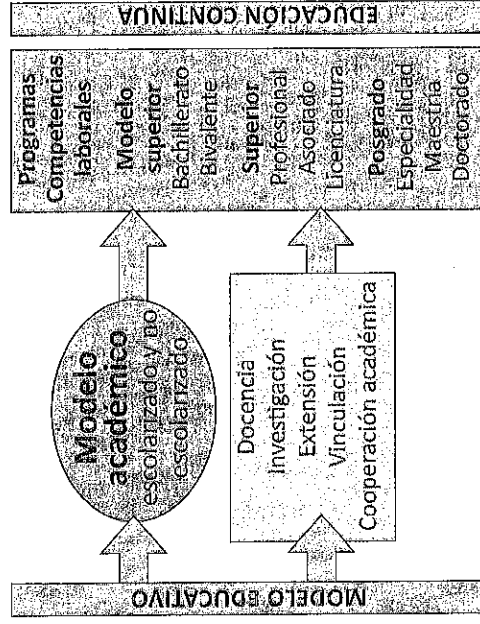 MODELO EDUCATIVO
Modelo
académico
escolarizado y no
escolarizado
Docencia
Investigación
Extensión
Vinculación
Cooperación académica
Programas
Competencias
laborales
Modelo
superior
Bachillerato
Bivalente
Superior
Profesional
Asociado
Licenciatura
Posgrado
Especialidad
Maestría
Doctorado
EDUCACIÓN CONTINUA